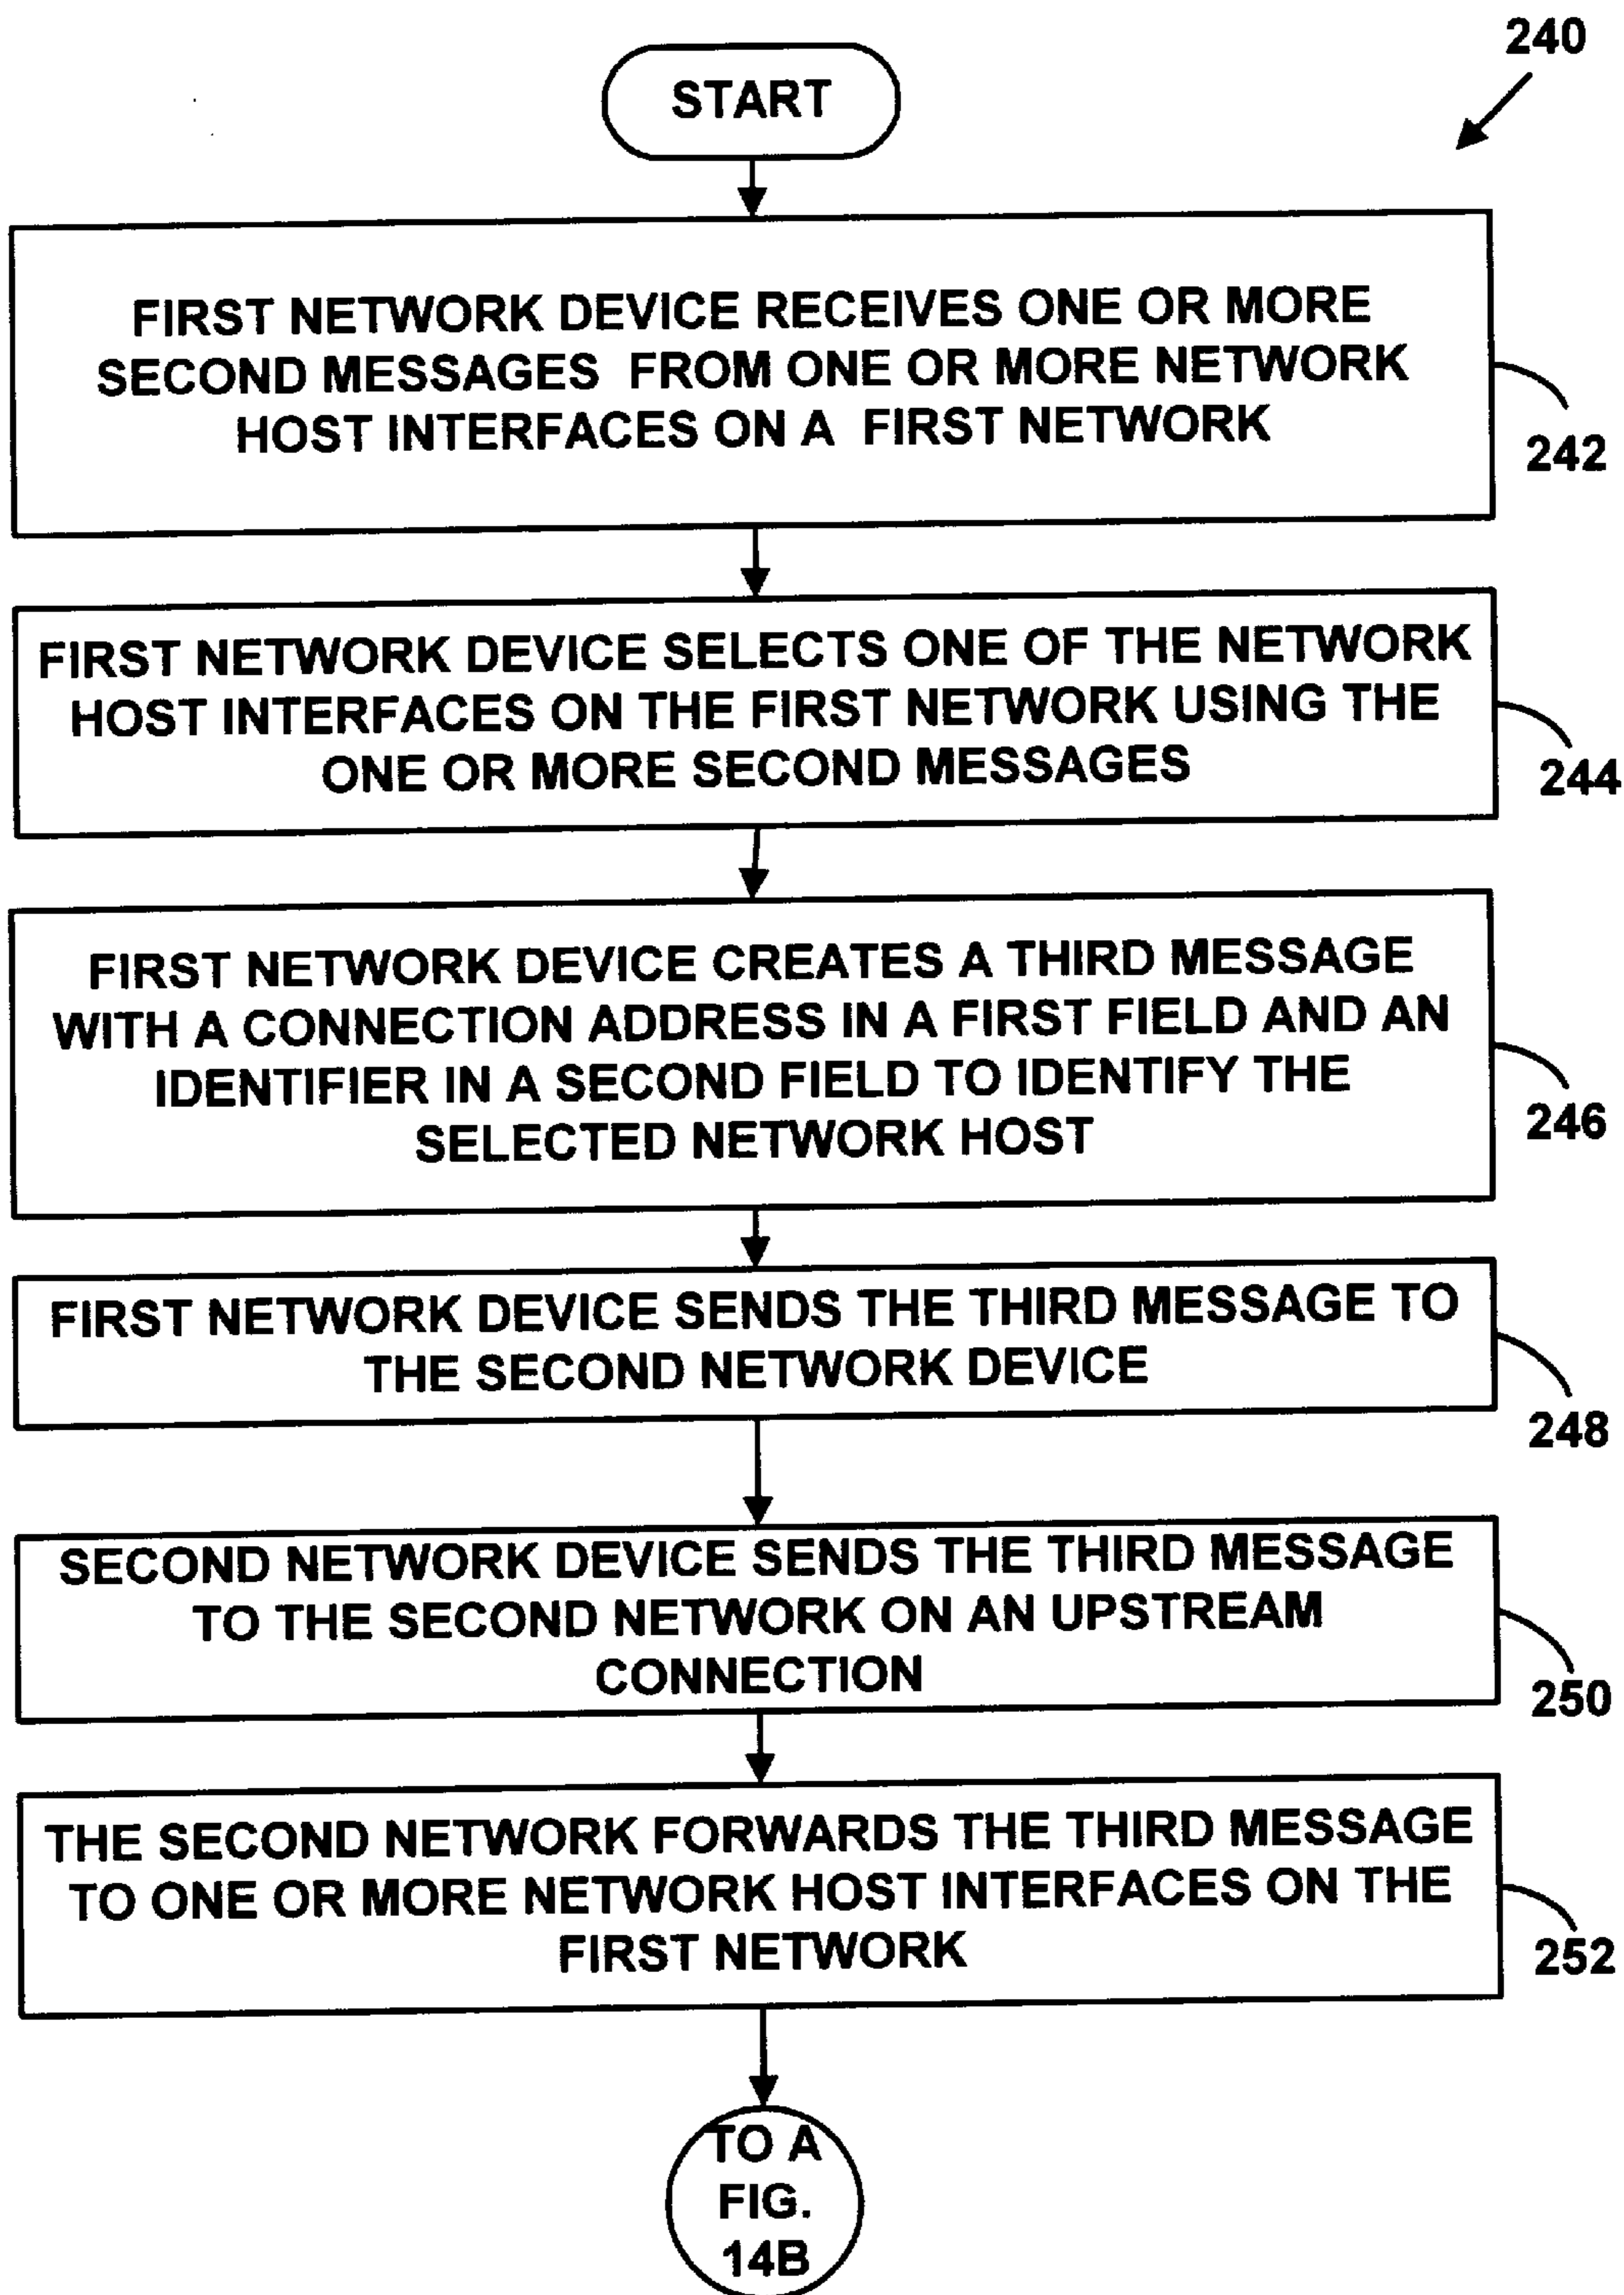 240
START
FIRST NETWORK DEVICE RECEIVES ONE OR MORE
SECOND MESSAGES FROM ONE OR MORE NETWORK
HOST INTERFACES ON A FIRST NETWORK
242
FIRST NETWORK DEVICE SELECTS ONE OF THE NETWORK
HOST INTERFACES ON THE FIRST NETWORK USING THE
ONE OR MORE SECOND MESSAGES
244
FIRST NETWORK DEVICE CREATES A THIRD MESSAGE
WITH A CONNECTION ADDRESS IN A FIRST FIELD AND AN
IDENTIFIER IN A SECOND FIELD TO IDENTIFY THE
SELECTED NETWORK HOST
246
FIRST NETWORK DEVICE SENDS THE THIRD MESSAGE TO
THE SECOND NETWORK DEVICE
248
SECOND NETWORK DEVICE SENDS THE THIRD MESSAGE
TO THE SECOND NETWORK ON AN UPSTREAM
CONNECTION
250
THE SECOND NETWORK FORWARDS THE THIRD MESSAGE
TO ONE OR MORE NETWORK HOST INTERFACES ON THE
FIRST NETWORK
252
TO A
FIG.
14B